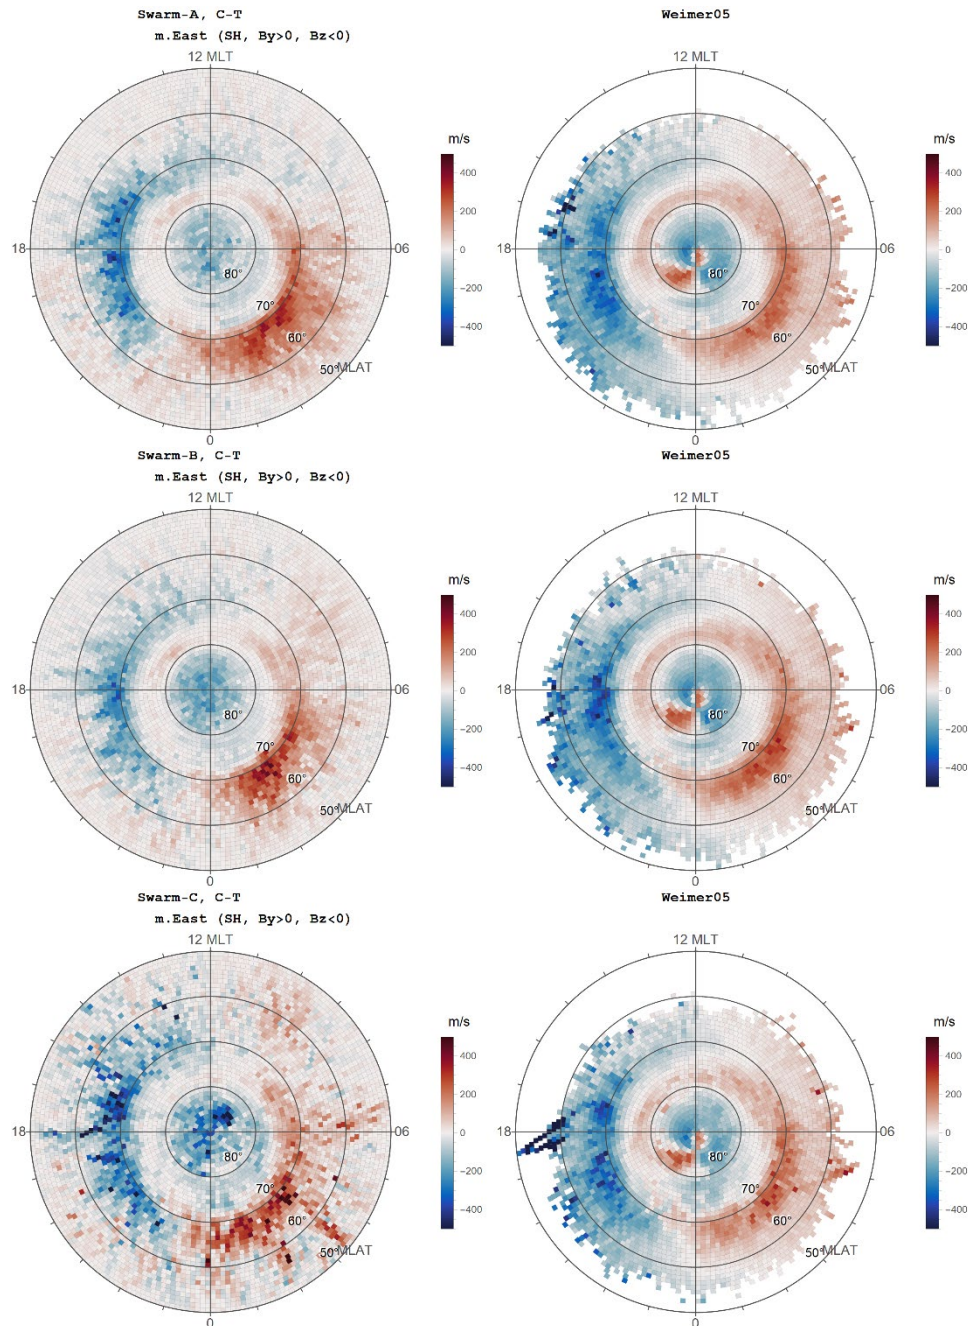 Swarm-A, C-T
m.East (SH, By>0, Bz<0)
12 MLT
m/s
400
200
0
-200
-400
18
06
80°
70°
60°
50°MLAT
0
Weimer05
12 MLT
m/s
400
200
0
-200
-400
18
06
80°
70°
60°
50°MLAT
0
Swarm-B, C-T
m.East (SH, By>0, Bz<0)
12 MLT
m/s
400
200
0
-200
-400
18
06
80°
70°
60°
50°MLAT
0
Weimer05
12 MLT
m/s
400
200
0
-200
-400
18
06
80°
70°
60°
50°MLAT
0
Swarm-C, C-T
m.East (SH, By>0, Bz<0)
12 MLT
m/s
400
200
0
-200
-400
18
06
80°
70°
60°
50°MLAT
0
Weimer05
12 MLT
m/s
400
200
0
-200
-400
18
06
80°
70°
60°
50°MLAT
0